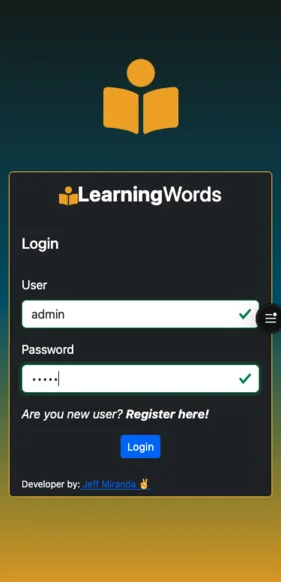 LearningWords
Login
User
admin
Password
•••••
Are you new user? Register here!
Login
Developer by: Jeff Miranda ✌️